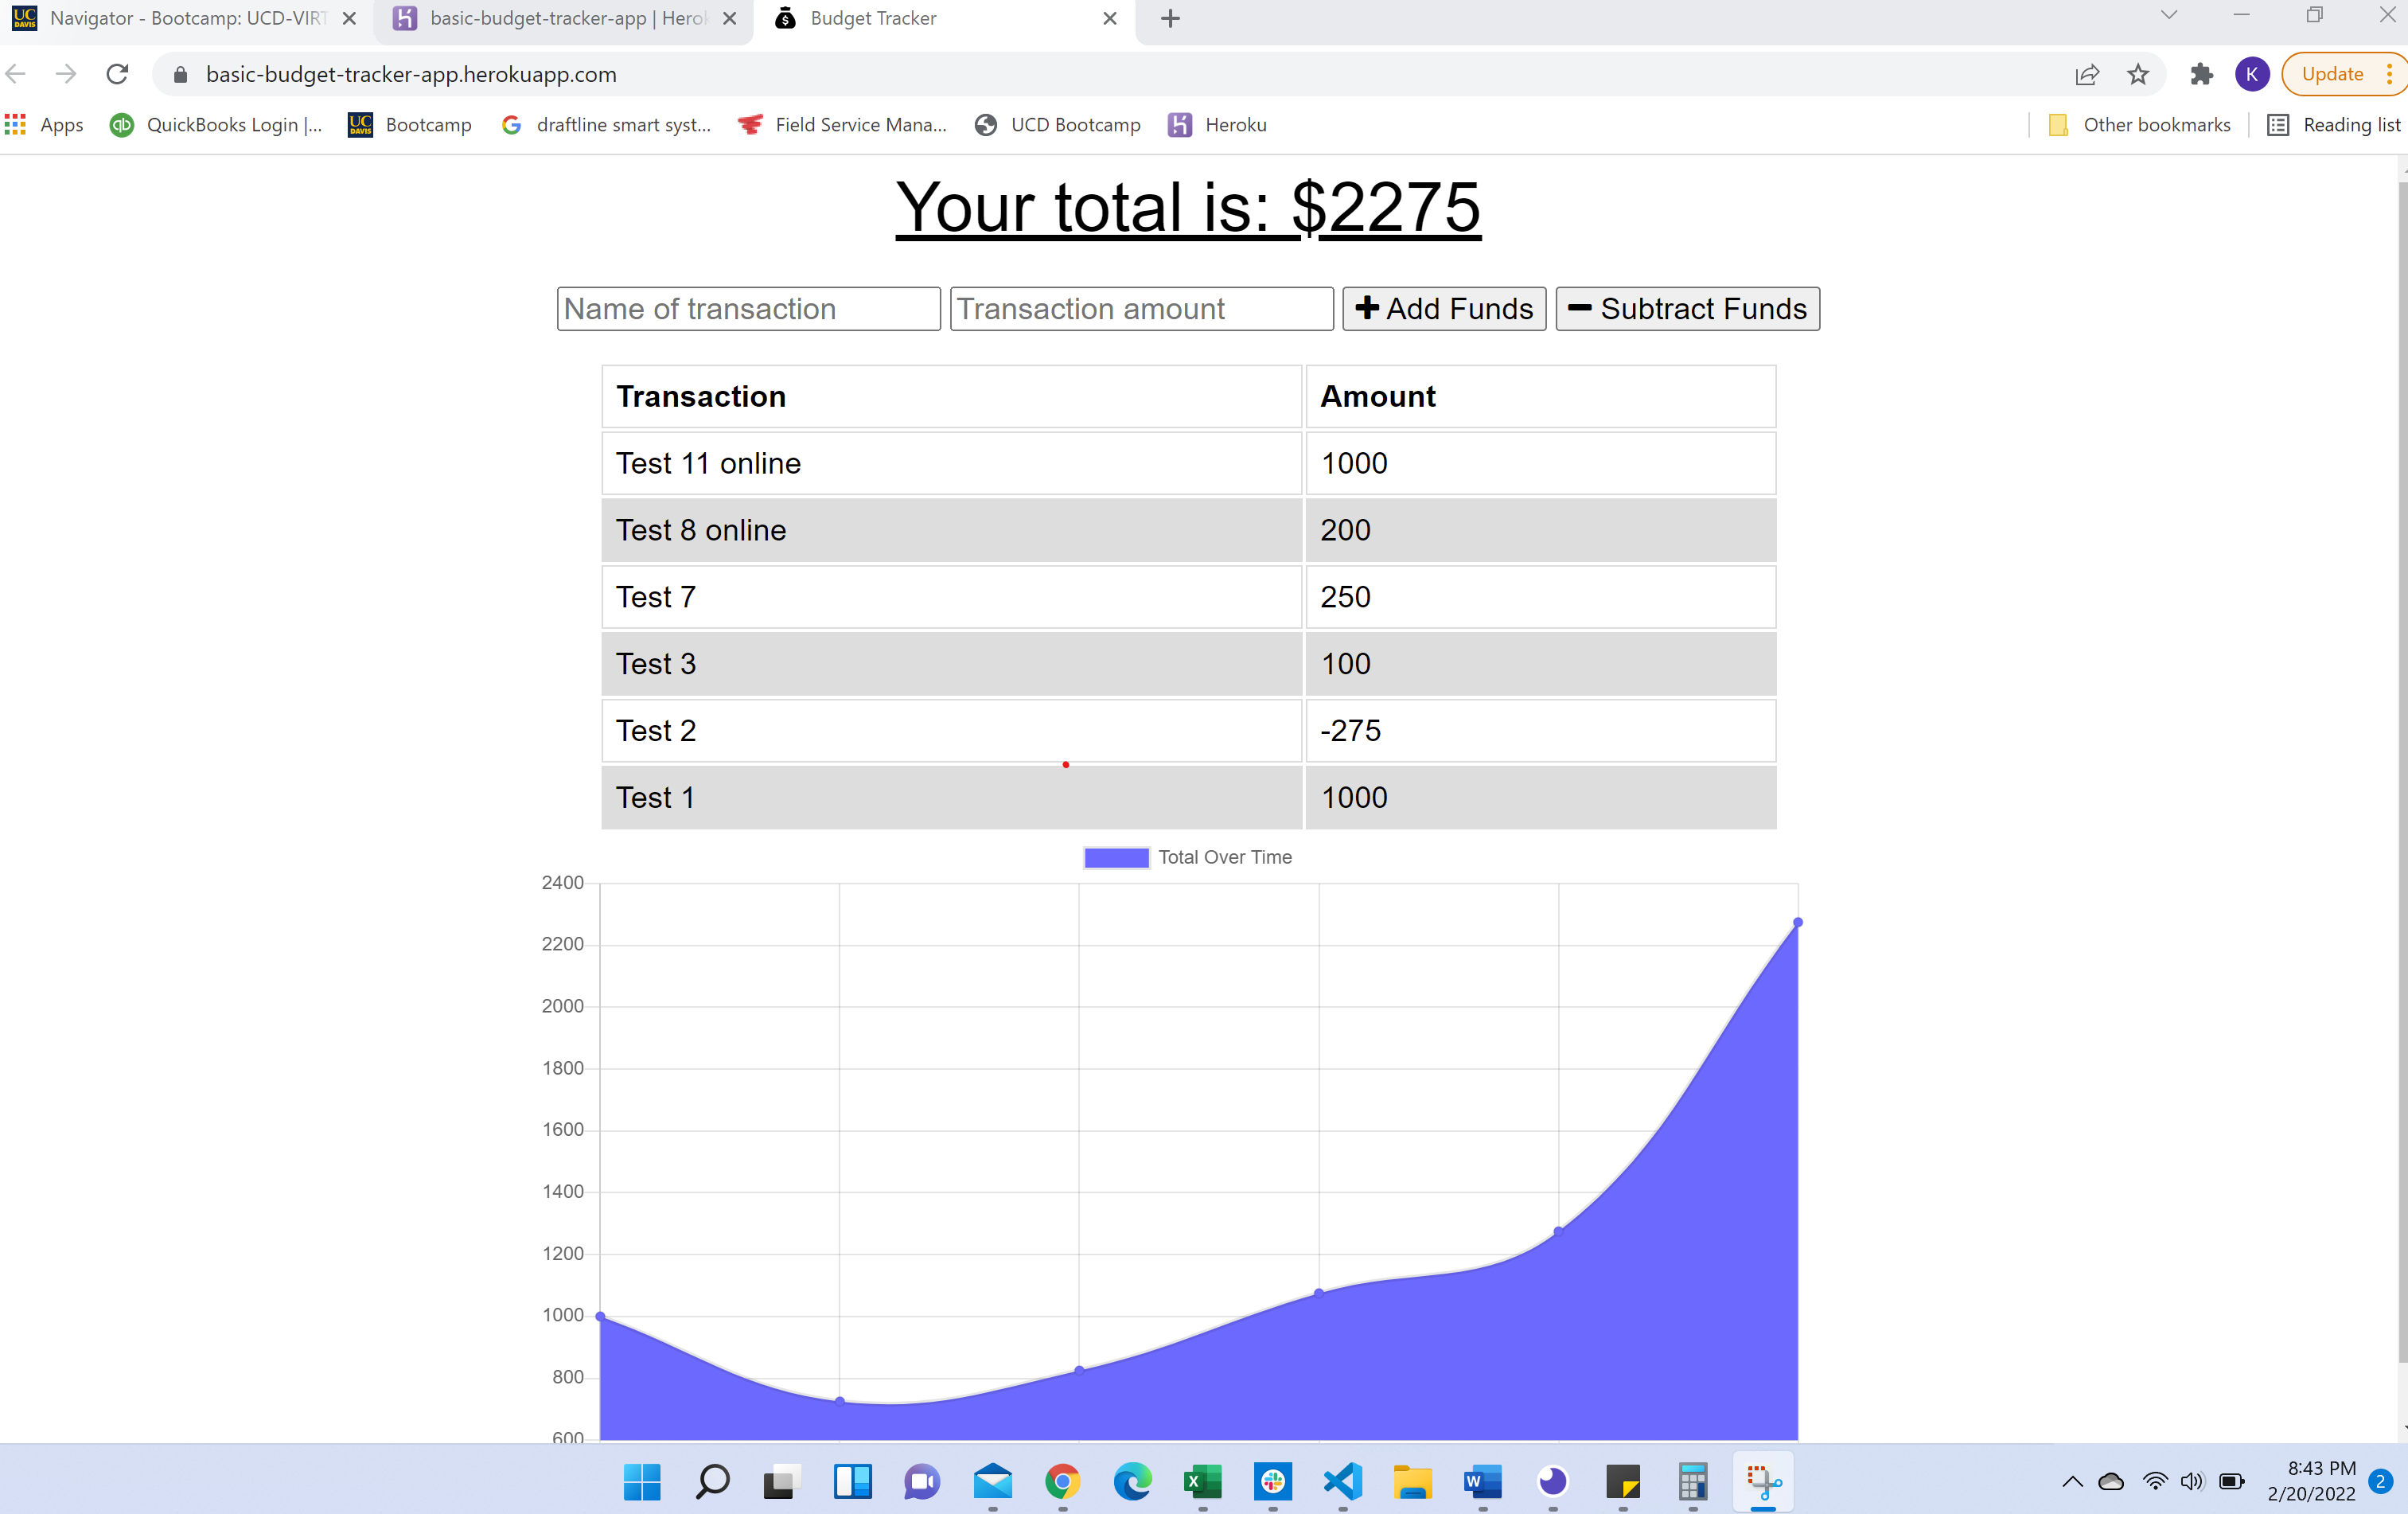 Navigator - Bootcamp: UCD-VIRT
basic-budget-tracker-app | Hero
Budget Tracker
basic-budget-tracker-app.herokuapp.com
K
Update
Apps
QuickBooks Login |...
UC DAVIS
Bootcamp
draftline smart syst...
Field Service Mana...
UCD Bootcamp
Heroku
Other bookmarks
Reading list
Your total is: $2275
Name of transaction
Transaction amount
Add Funds
Subtract Funds
Transaction Amount
Test 11 online 1000
Test 8 online 200
Test 7 250
Test 3 100
Test 2 -275
Test 1 1000
Total Over Time
2400
2200
2000
1800
1600
1400
1200
1000
800
600
8:43 PM
2/20/2022
2